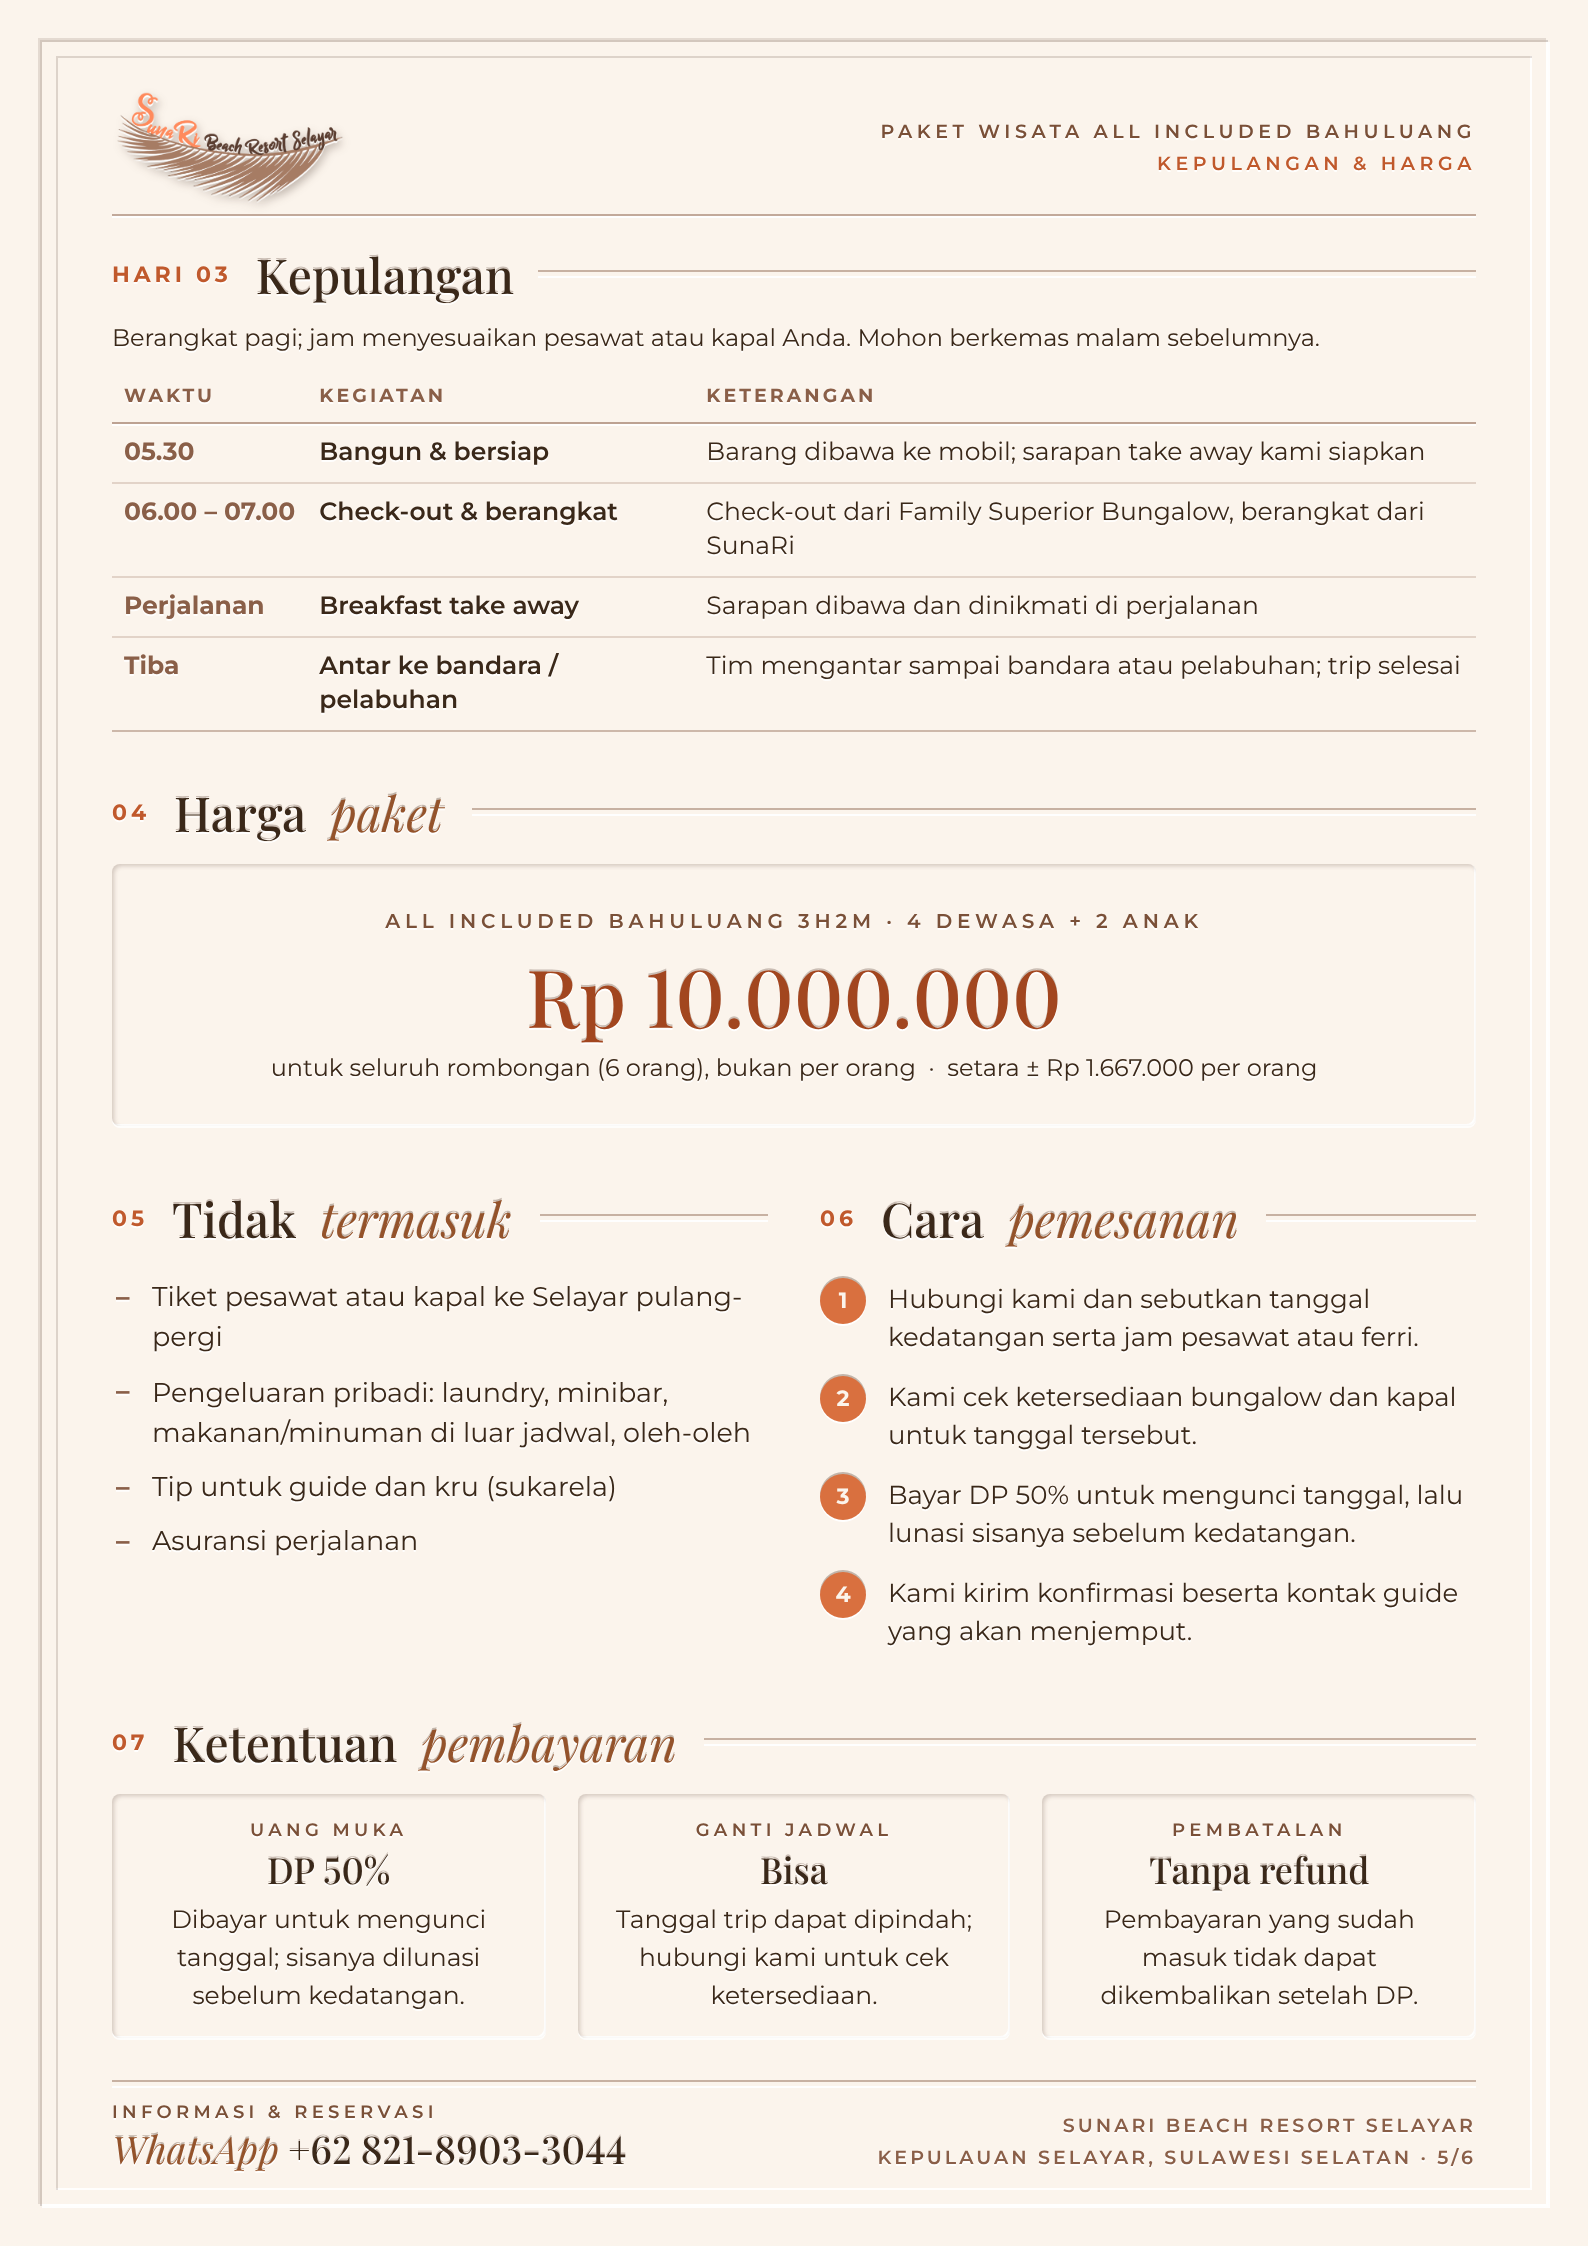 SunaRi Beach Resort Selayar
PAKET WISATA ALL INCLUDED BAHULUANG
KEPULANGAN & HARGA
HARI 03 Kepulangan
Berangkat pagi; jam menyesuaikan pesawat atau kapal Anda. Mohon berkemas malam sebelumnya.
WAKTU KEGIATAN KETERANGAN
05.30 Bangun & bersiap Barang dibawa ke mobil; sarapan take away kami siapkan
06.00 – 07.00 Check-out & berangkat Check-out dari Family Superior Bungalow, berangkat dari
SunaRi
Perjalanan Breakfast take away Sarapan dibawa dan dinikmati di perjalanan
Tiba Antar ke bandara / Tim mengantar sampai bandara atau pelabuhan; trip selesai
pelabuhan
04 Harga paket
ALL INCLUDED BAHULUANG 3H2M · 4 DEWASA + 2 ANAK
Rp 10.000.000
untuk seluruh rombongan (6 orang), bukan per orang · setara ± Rp 1.667.000 per orang
05 Tidak termasuk
– Tiket pesawat atau kapal ke Selayar pulang-
pergi
– Pengeluaran pribadi: laundry, minibar,
makanan/minuman di luar jadwal, oleh-oleh
– Tip untuk guide dan kru (sukarela)
– Asuransi perjalanan
06 Cara pemesanan
1 Hubungi kami dan sebutkan tanggal
kedatangan serta jam pesawat atau ferri.
2 Kami cek ketersediaan bungalow dan kapal
untuk tanggal tersebut.
3 Bayar DP 50% untuk mengunci tanggal, lalu
lunasi sisanya sebelum kedatangan.
4 Kami kirim konfirmasi beserta kontak guide
yang akan menjemput.
07 Ketentuan pembayaran
UANG MUKA
DP 50%
Dibayar untuk mengunci
tanggal; sisanya dilunasi
sebelum kedatangan.
GANTI JADWAL
Bisa
Tanggal trip dapat dipindah;
hubungi kami untuk cek
ketersediaan.
PEMBATALAN
Tanpa refund
Pembayaran yang sudah
masuk tidak dapat
dikembalikan setelah DP.
INFORMASI & RESERVASI
WhatsApp +62 821-8903-3044
SUNARI BEACH RESORT SELAYAR
KEPULAUAN SELAYAR, SULAWESI SELATAN · 5/6